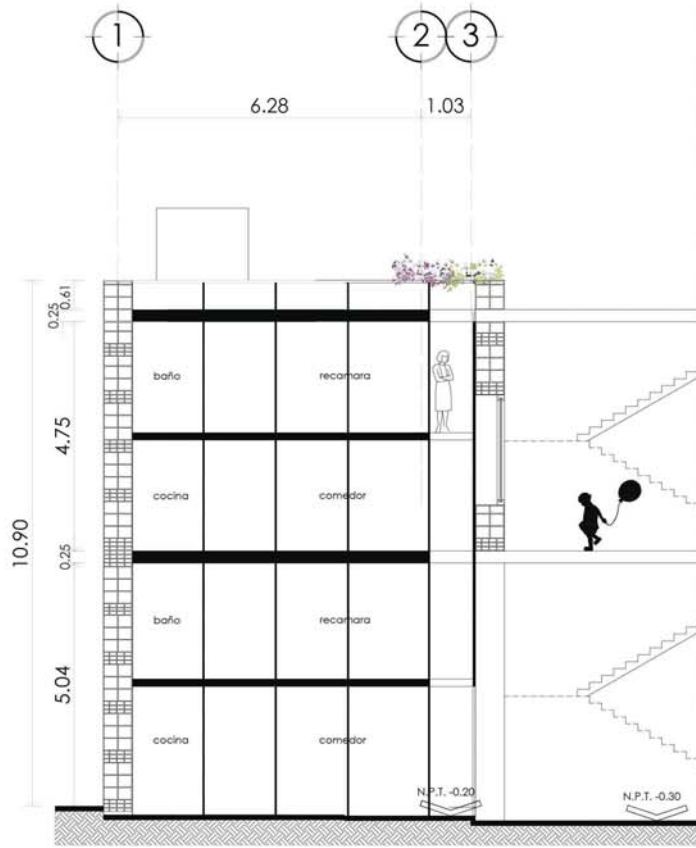 1 2 3
6.28 1.03
0.61
0.25
baño recamara
4.75
cocina comedor
10.90
0.25
baño recamara
5.04
cocina comedor
N.P.T. -0.20 N.P.T. -0.30